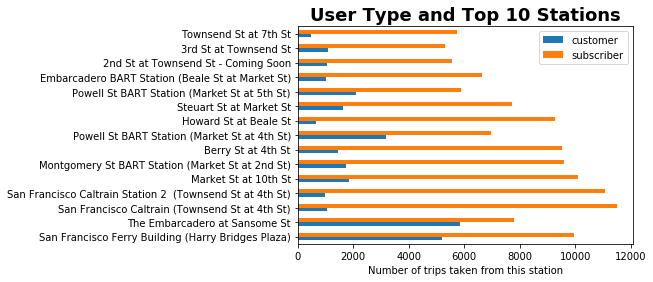 User Type and Top 10 Stations
customer
subscriber
Townsend St at 7th St
3rd St at Townsend St
2nd St at Townsend St - Coming Soon
Embarcadero BART Station (Beale St at Market St)
Powell St BART Station (Market St at 5th St)
Steuart St at Market St
Howard St at Beale St
Powell St BART Station (Market St at 4th St)
Berry St at 4th St
Montgomery St BART Station (Market St at 2nd St)
Market St at 10th St
San Francisco Caltrain Station 2  (Townsend St at 4th St)
San Francisco Caltrain (Townsend St at 4th St)
The Embarcadero at Sansome St
San Francisco Ferry Building (Harry Bridges Plaza)
0 2000 4000 6000 8000 10000 12000
Number of trips taken from this station